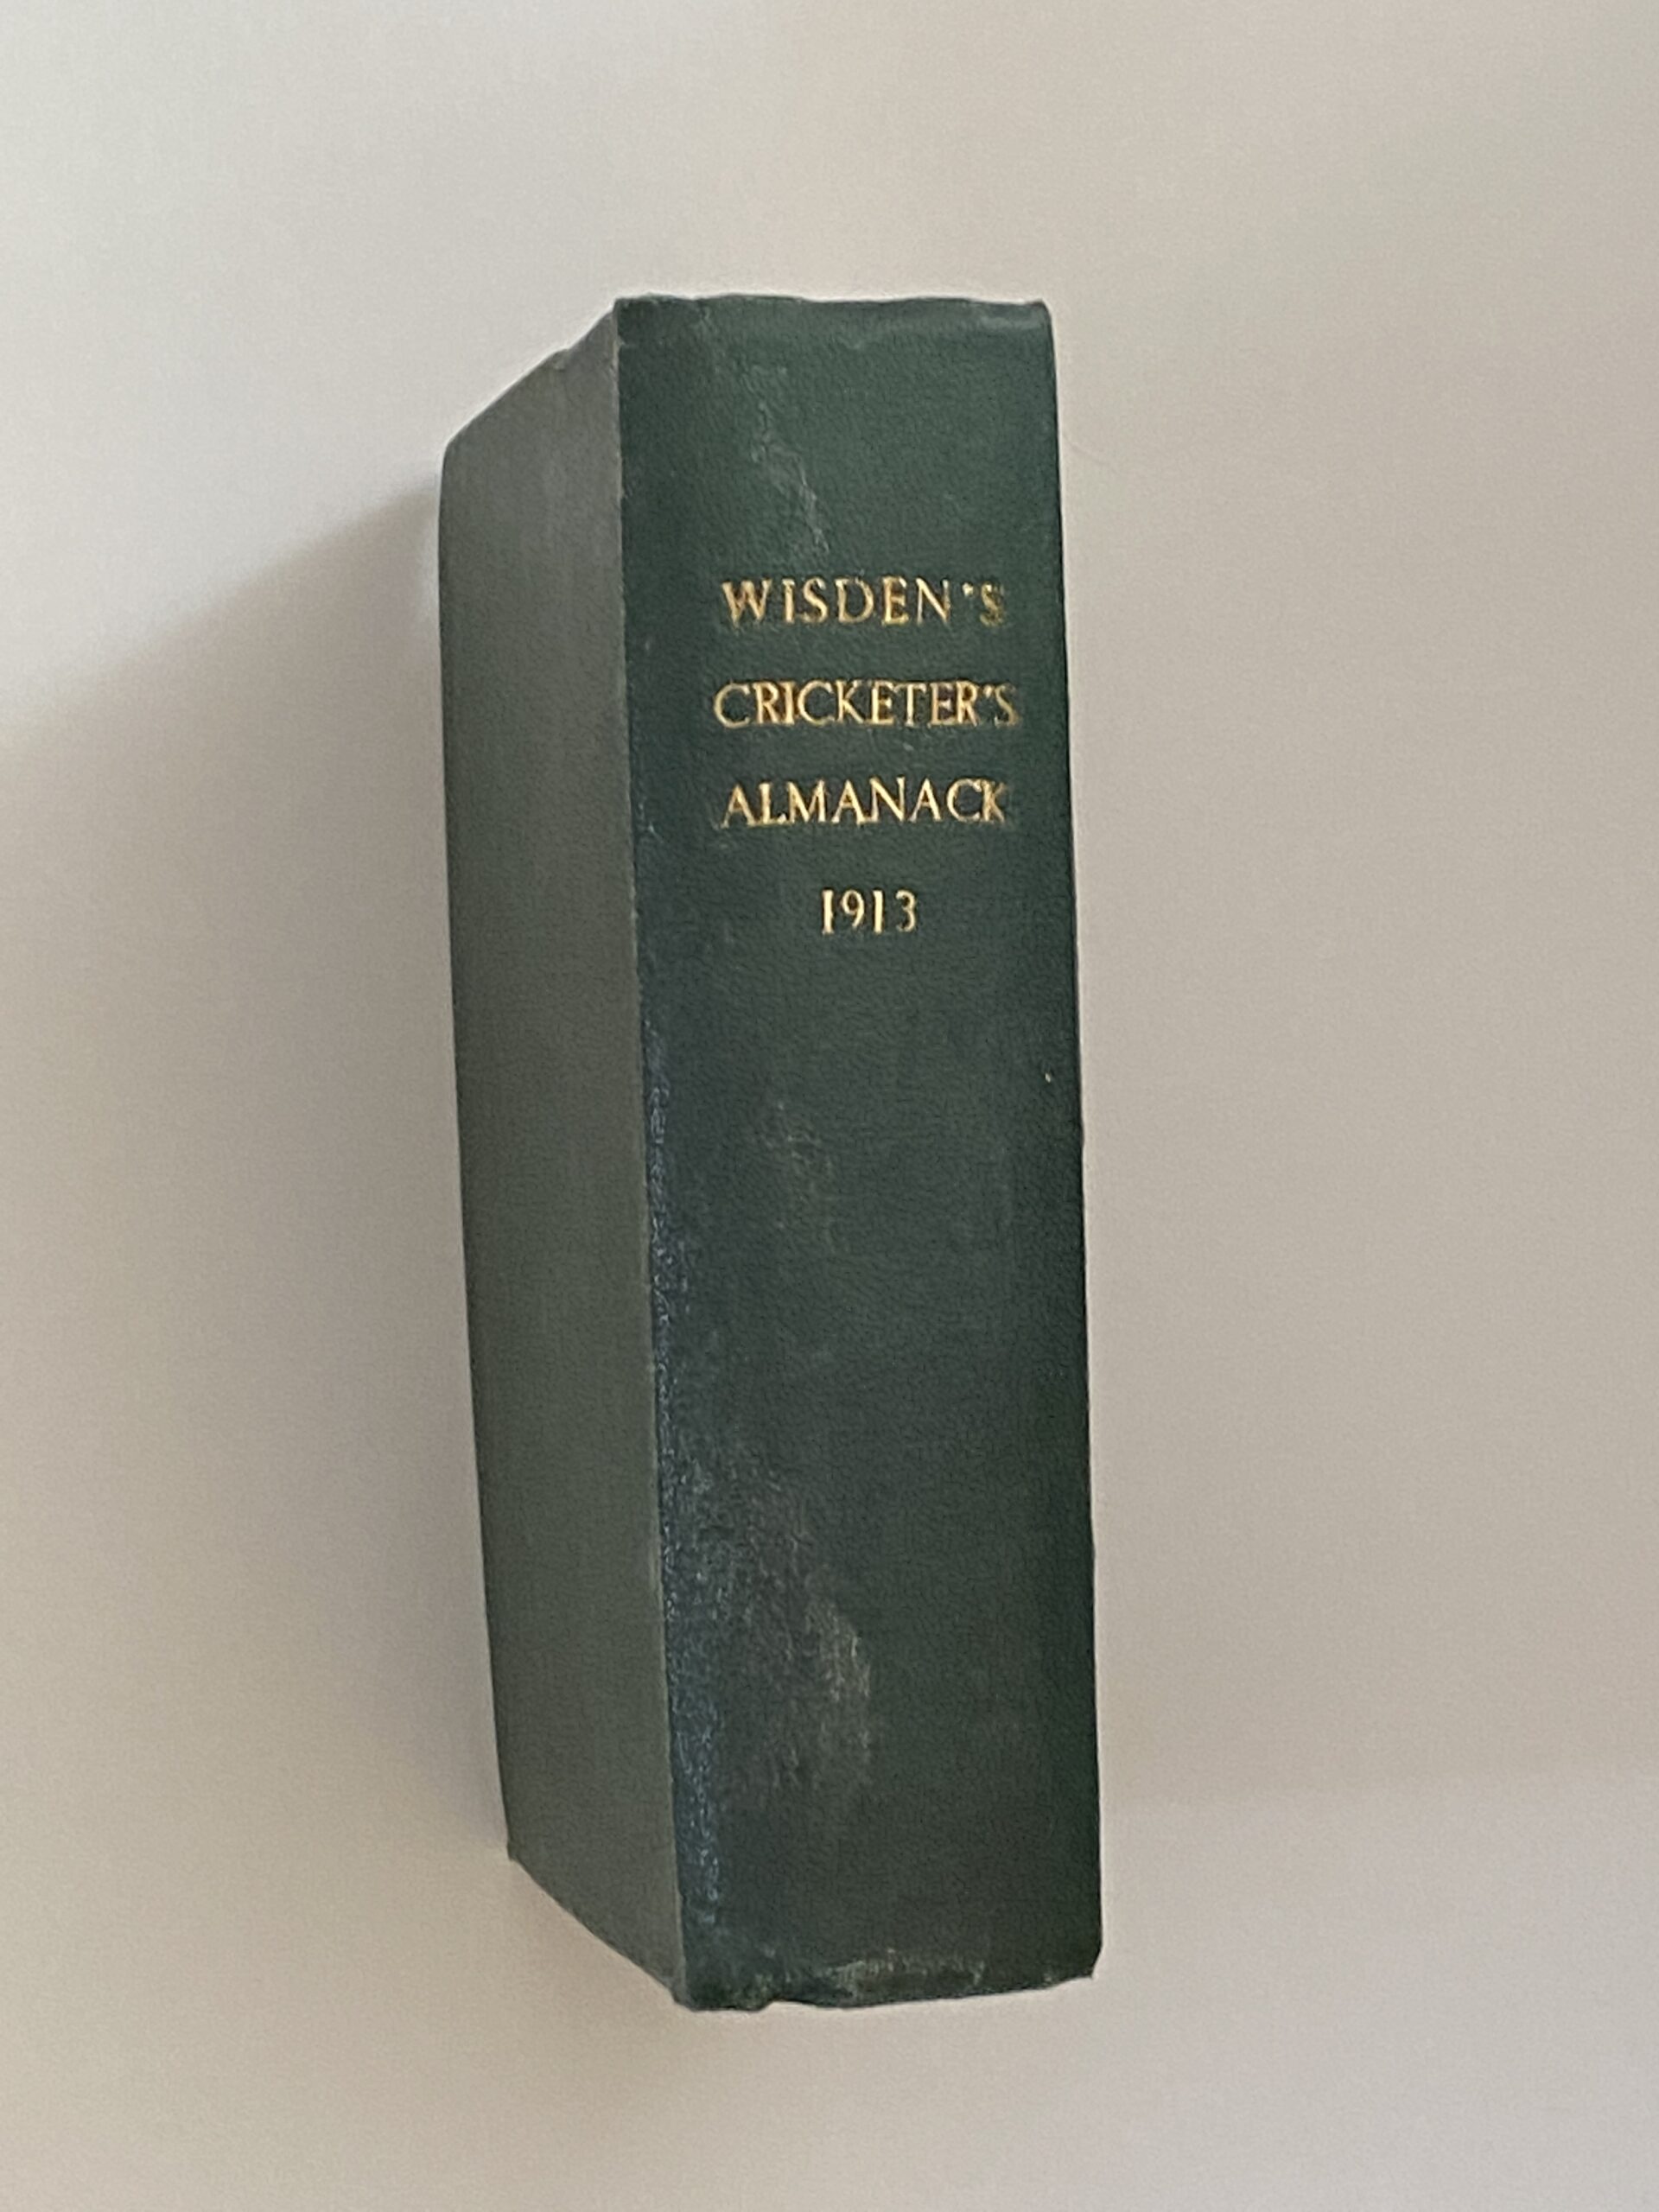 WISDEN'S
CRICKETER'S
ALMANACK
1913